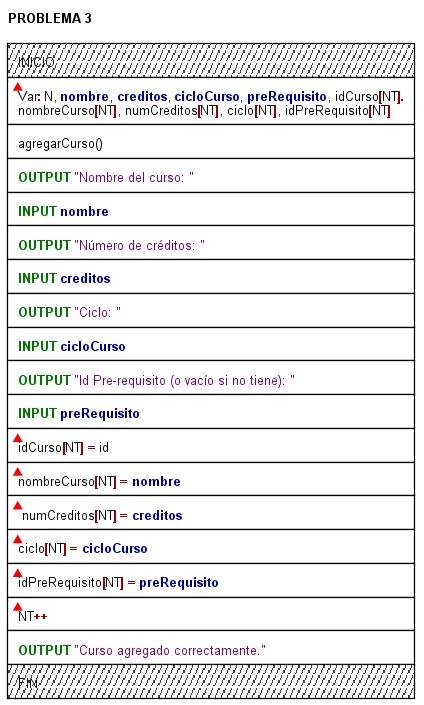 PROBLEMA 3
INICIO
Var: N, nombre, creditos, cicloCurso, preRequisito, idCurso[NT].
nombreCurso[NT], numCreditos[NT], ciclo[NT], idPreRequisito[NT]
agregarCurso()
OUTPUT "Nombre del curso: "
INPUT nombre
OUTPUT "Número de créditos: "
INPUT creditos
OUTPUT "Ciclo: "
INPUT cicloCurso
OUTPUT "Id Pre-requisito (o vacío si no tiene): "
INPUT preRequisito
idCurso[NT] = id
nombreCurso[NT] = nombre
numCreditos[NT] = creditos
ciclo[NT] = cicloCurso
idPreRequisito[NT] = preRequisito
NT++
OUTPUT "Curso agregado correctamente."
FIN